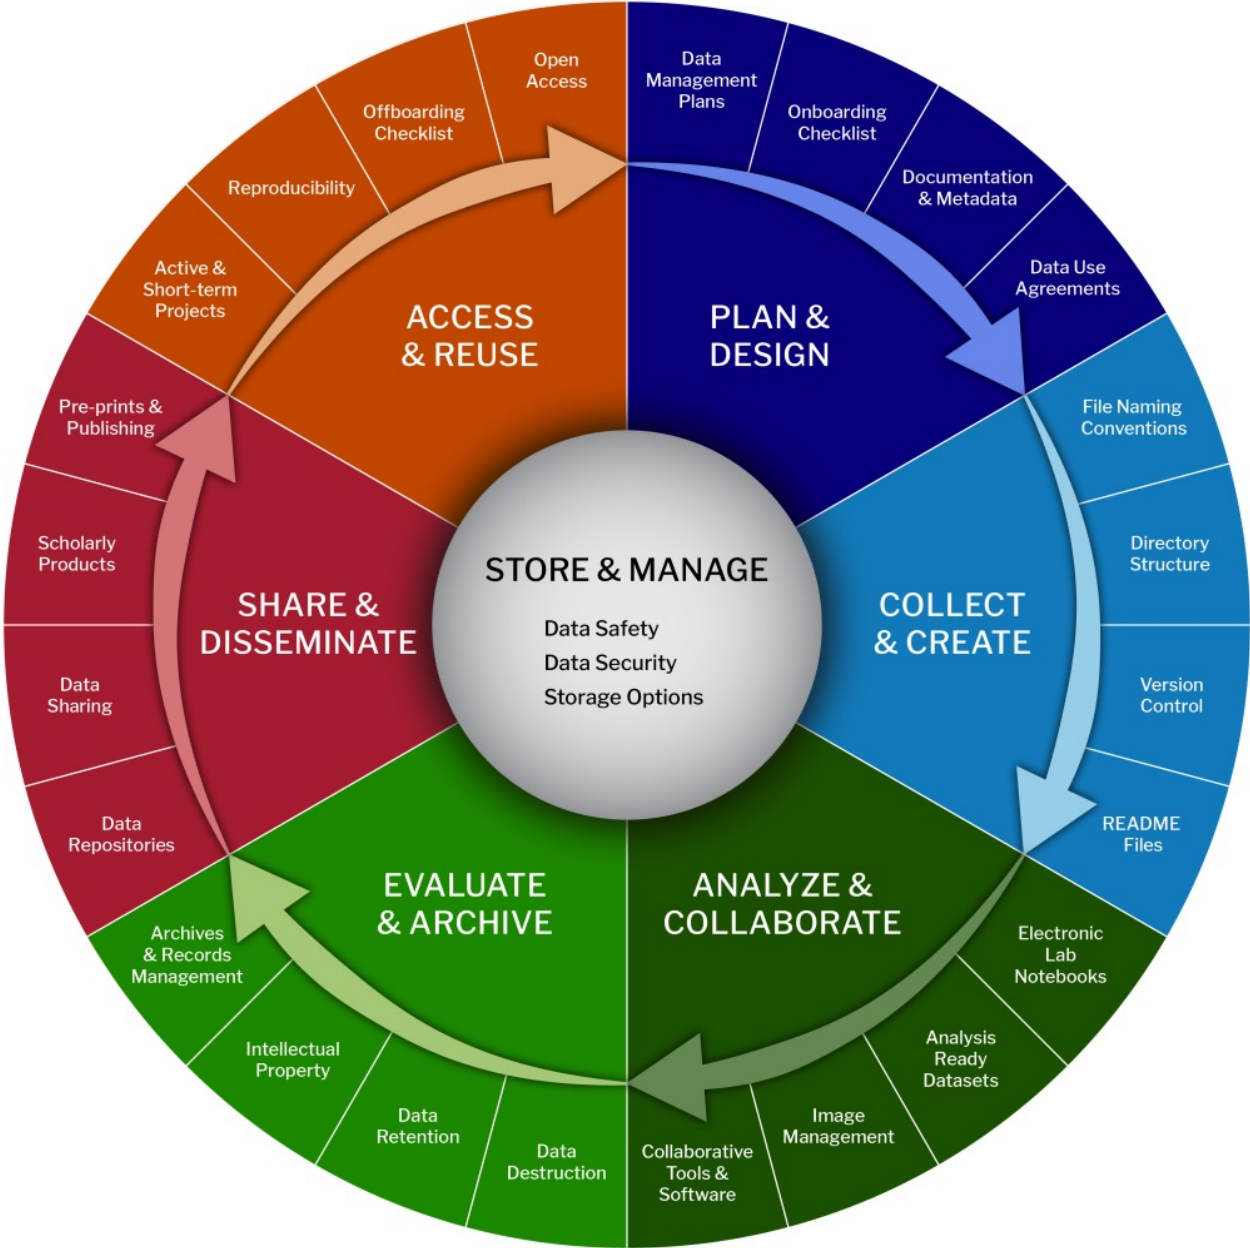 Open
Access
Data
Management
Plans
Onboarding
Checklist
Documentation
& Metadata
Data Use
Agreements
PLAN &
DESIGN
File Naming
Conventions
Directory
Structure
Version
Control
README
Files
COLLECT
& CREATE
Electronic
Lab
Notebooks
Analysis
Ready
Datasets
Image
Management
Collaborative
Tools &
Software
ANALYZE &
COLLABORATE
Data
Destruction
Data
Retention
Intellectual
Property
Archives
& Records
Management
EVALUATE
& ARCHIVE
Data
Repositories
Data
Sharing
Scholarly
Products
Pre-prints &
Publishing
SHARE &
DISSEMINATE
Active &
Short-term
Projects
Reproducibility
Offboarding
Checklist
ACCESS
& REUSE
STORE & MANAGE
Data Safety
Data Security
Storage Options